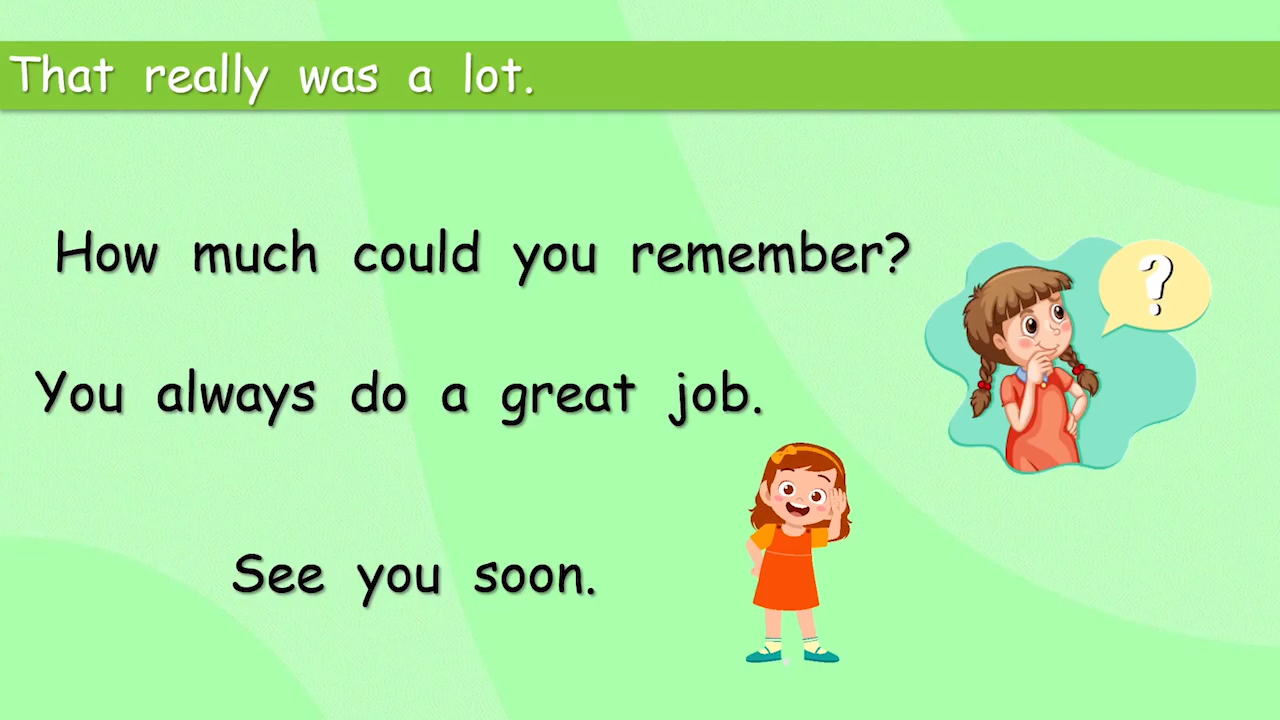 That really was a lot.
How much could you remember?
?
You always do a great job.
See you soon.